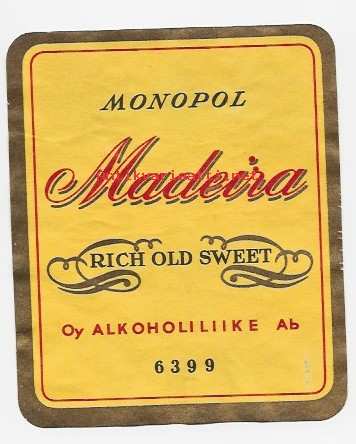 MONOPOL
Madeira
RICH OLD SWEET
Oy ALKOHOLILIIKE Ab
6399